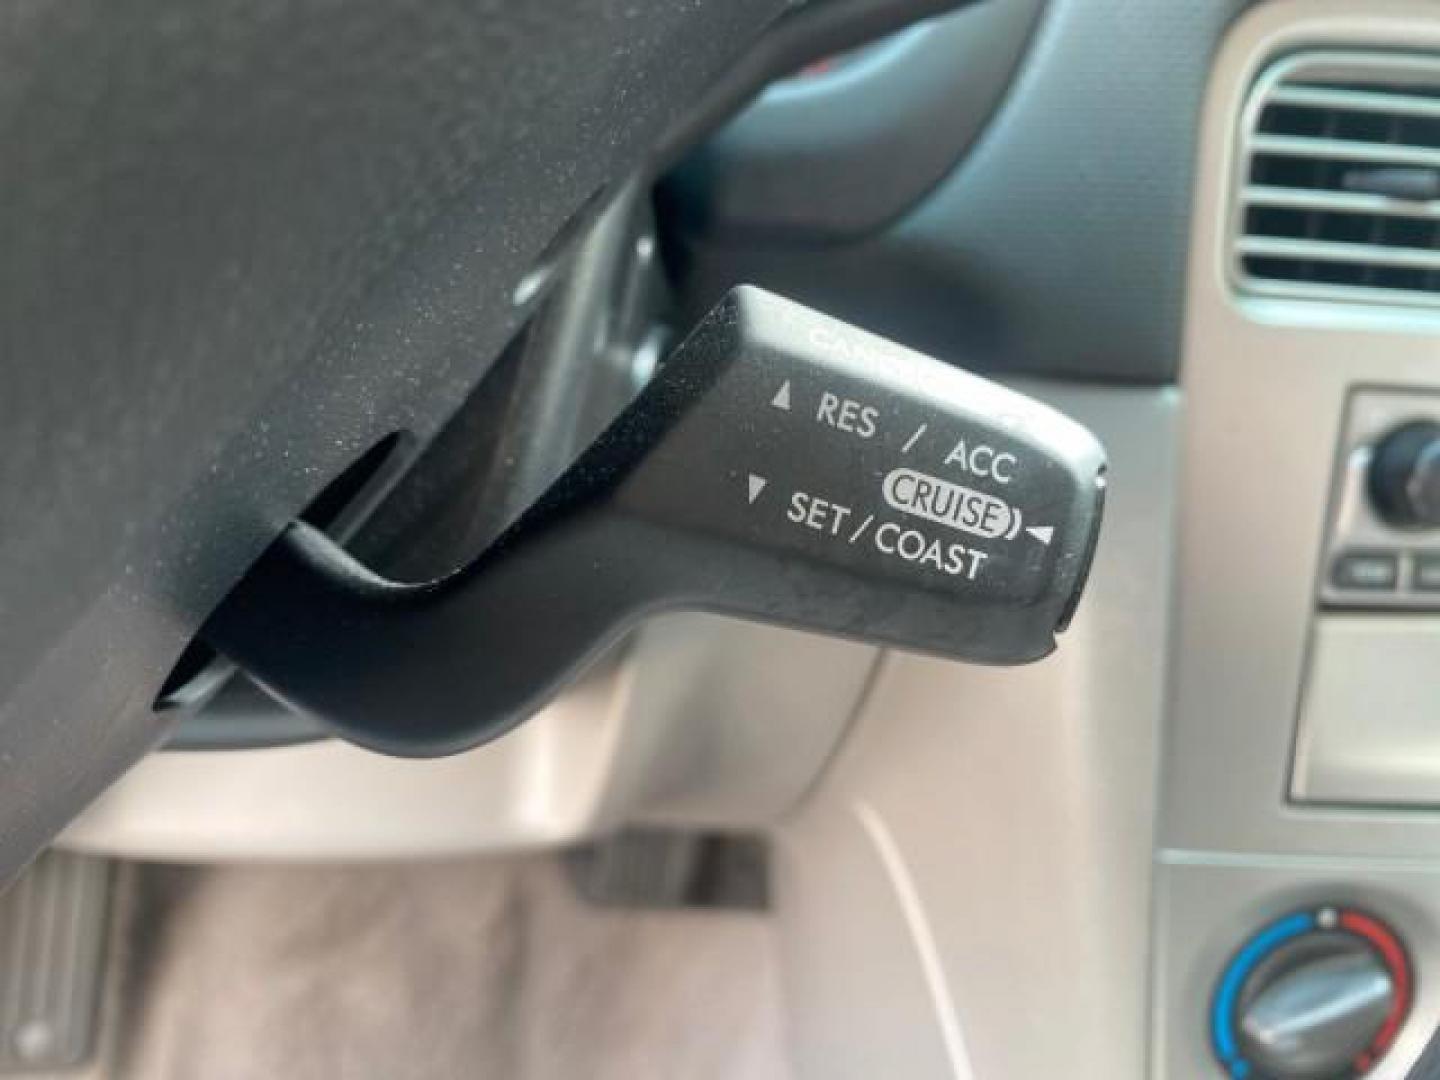 ▲ RES / ACC
CRUISE
▼ SET / COAST